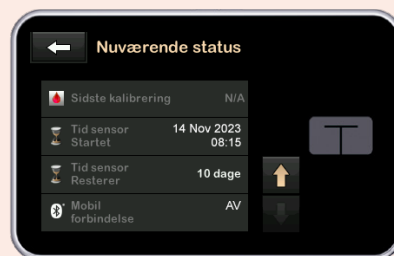 Nuværende status
Sidste kalibrering N/A
Tid sensor 14 Nov 2023
Startet 08:15
Tid sensor 10 dage
Resterer
Mobil AV
forbindelse